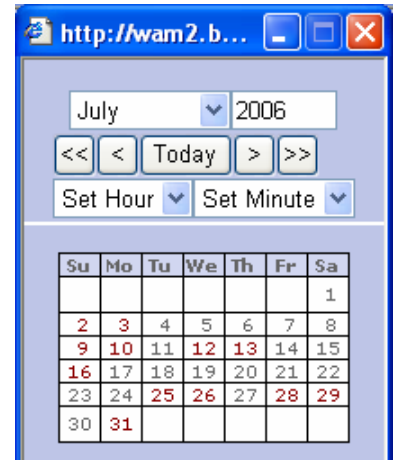 http://wam2.b...
July 2006
<< < Today > >>
Set Hour Set Minute
Su Mo Tu We Th Fr Sa
1
2 3 4 5 6 7 8
9 10 11 12 13 14 15
16 17 18 19 20 21 22
23 24 25 26 27 28 29
30 31